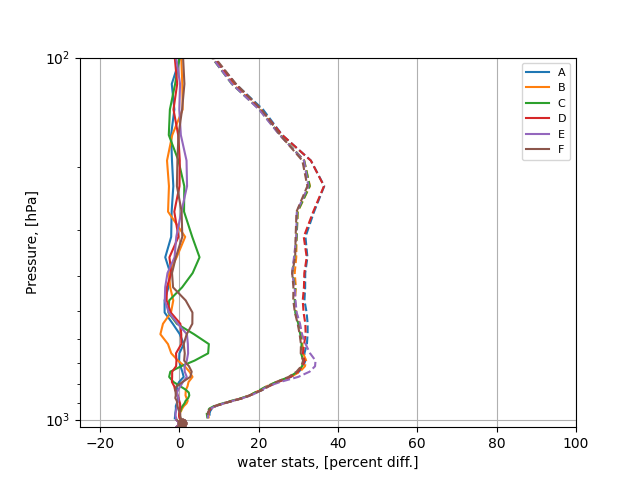 10²
A
B
C
D
E
F
Pressure, [hPa]
10³
−20 0 20 40 60 80 100
water stats, [percent diff.]